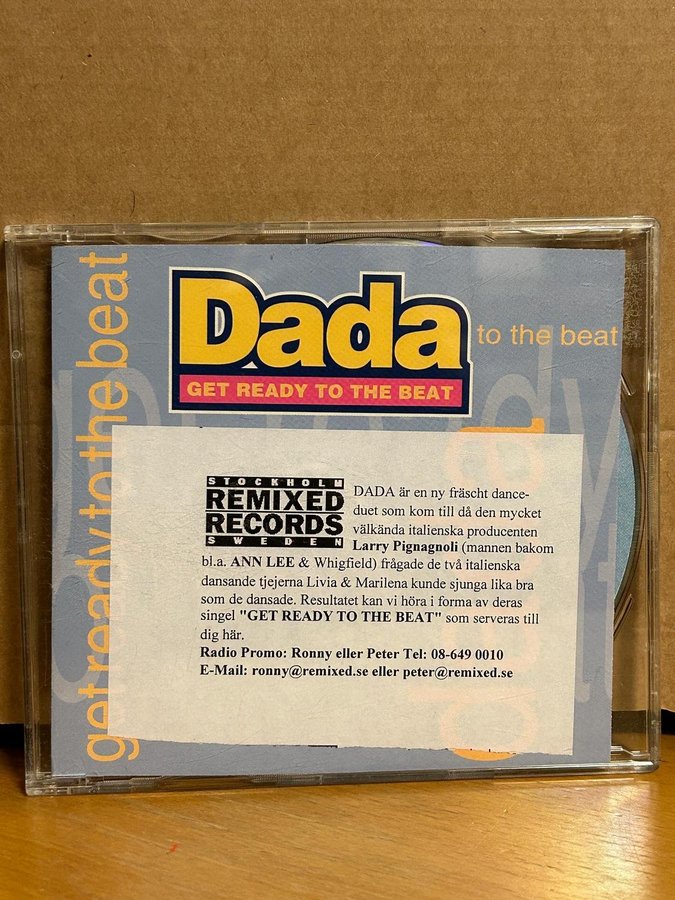 get ready to the beat
Dada
GET READY TO THE BEAT
to the beat
STOCKHOLM
REMIXED
RECORDS
SWEDEN
DADA är en ny fräscht dance-
duet som kom till då den mycket
välkända italienska producenten
Larry Pignagnoli (mannen bakom
bl.a. ANN LEE & Whigfield) frågade de två italienska
dansande tjejerna Livia & Marilena kunde sjunga lika bra
som de dansade. Resultatet kan vi höra i forma av deras
singel "GET READY TO THE BEAT" som serveras till
dig här.
Radio Promo: Ronny eller Peter Tel: 08-649 0010
E-Mail: ronny@remixed.se eller peter@remixed.se